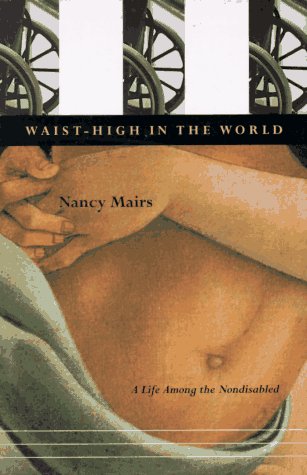 WAIST-HIGH IN THE WORLD
Nancy Mairs
A Life Among the Nondisabled